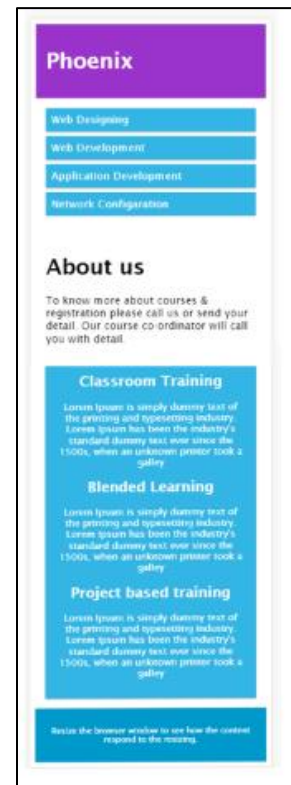 Phoenix
Web Designing
Web Development
Application Development
Network Configaration
About us
To know more about courses &
registration please call us or send your
detail. Our course co-ordinator will call
you with detail.
Classroom Training
Lorem Ipsum is simply dummy text of
the printing and typesetting industry.
Lorem Ipsum has been the industry's
standard dummy text ever since the
1500s, when an unknown printer took a
galley
Blended Learning
Lorem Ipsum is simply dummy text of
the printing and typesetting industry.
Lorem Ipsum has been the industry's
standard dummy text ever since the
1500s, when an unknown printer took a
galley
Project based training
Lorem Ipsum is simply dummy text of
the printing and typesetting industry.
Lorem Ipsum has been the industry's
standard dummy text ever since the
1500s, when an unknown printer took a
galley
Resize the browser window to see how the content
respond to the resizing.